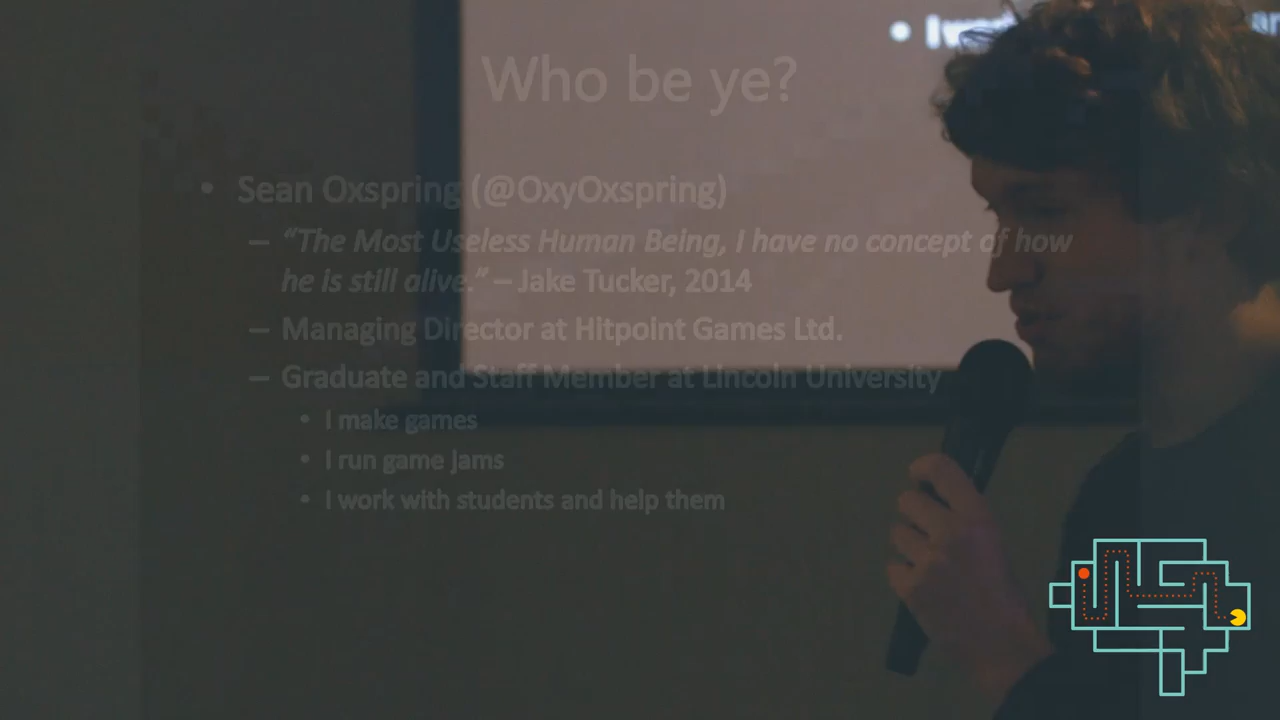 Who be ye?
• Sean Oxspring (@OxyOxspring)
– “The Most Useless Human Being, I have no concept of how
he is still alive.” – Jake Tucker, 2014
– Managing Director at Hitpoint Games Ltd.
– Graduate and Staff Member at Lincoln University
• I make games
• I run game jams
• I work with students and help them